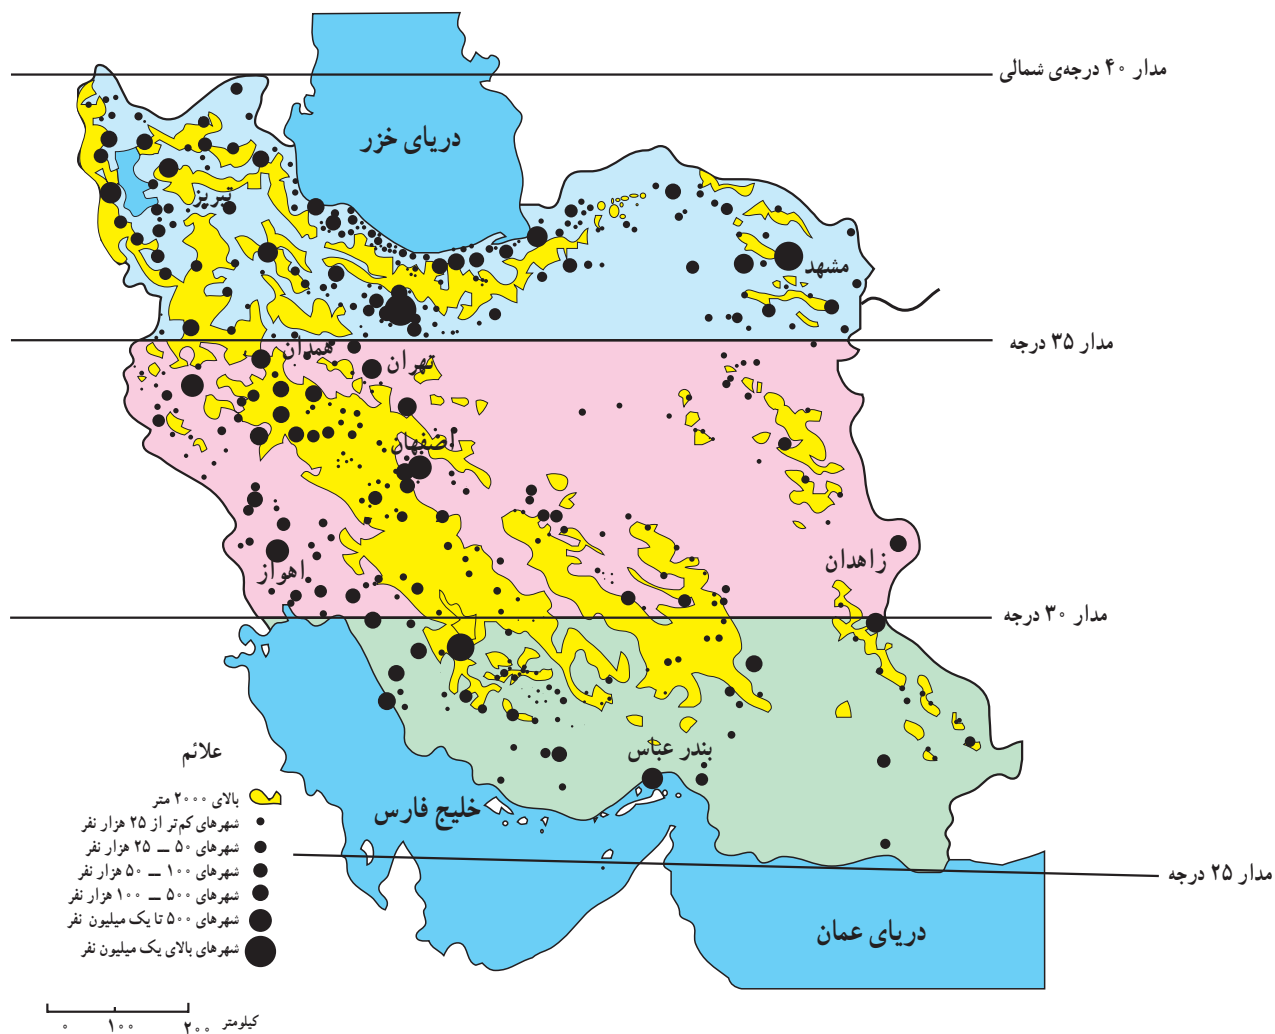 مدار ۴۰ درجه‌ی شمالی
دریای خزر
تبریز
مشهد
مدار ۳۵ درجه
همدان
تهران
اصفهان
زاهدان
اهواز
مدار ۳۰ درجه
بندر عباس
خلیج فارس
مدار ۲۵ درجه
دریای عمان
علائم
بالای ۲۰۰۰ متر
شهرهای کم‌تر از ۲۵ هزار نفر
شهرهای ۵۰ ــ ۲۵ هزار نفر
شهرهای ۱۰۰ ــ ۵۰ هزار نفر
شهرهای ۵۰۰ ــ ۱۰۰ هزار نفر
شهرهای ۵۰۰ تا یک میلیون نفر
شهرهای بالای یک میلیون نفر
۰ ۱۰۰ ۲۰۰ کیلومتر